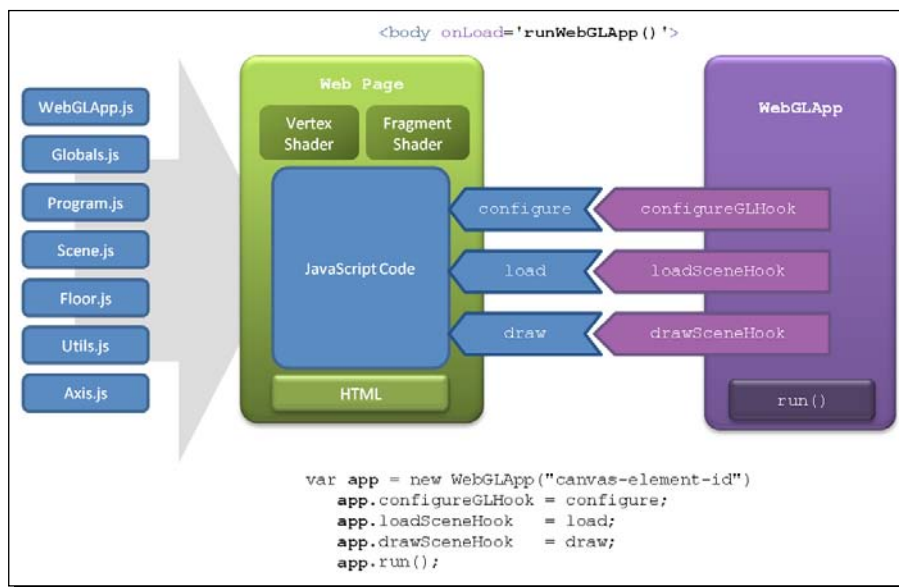 <body onLoad='runWebGLApp()'>
WebGLApp.js
Globals.js
Program.js
Scene.js
Floor.js
Utils.js
Axis.js
Web Page
Vertex
Shader
Fragment
Shader
JavaScript Code
HTML
configure
load
draw
configureGLHook
loadSceneHook
drawSceneHook
WebGLApp
run()
var app = new WebGLApp("canvas-element-id")
app.configureGLHook = configure;
app.loadSceneHook   = load;
app.drawSceneHook   = draw;
app.run();